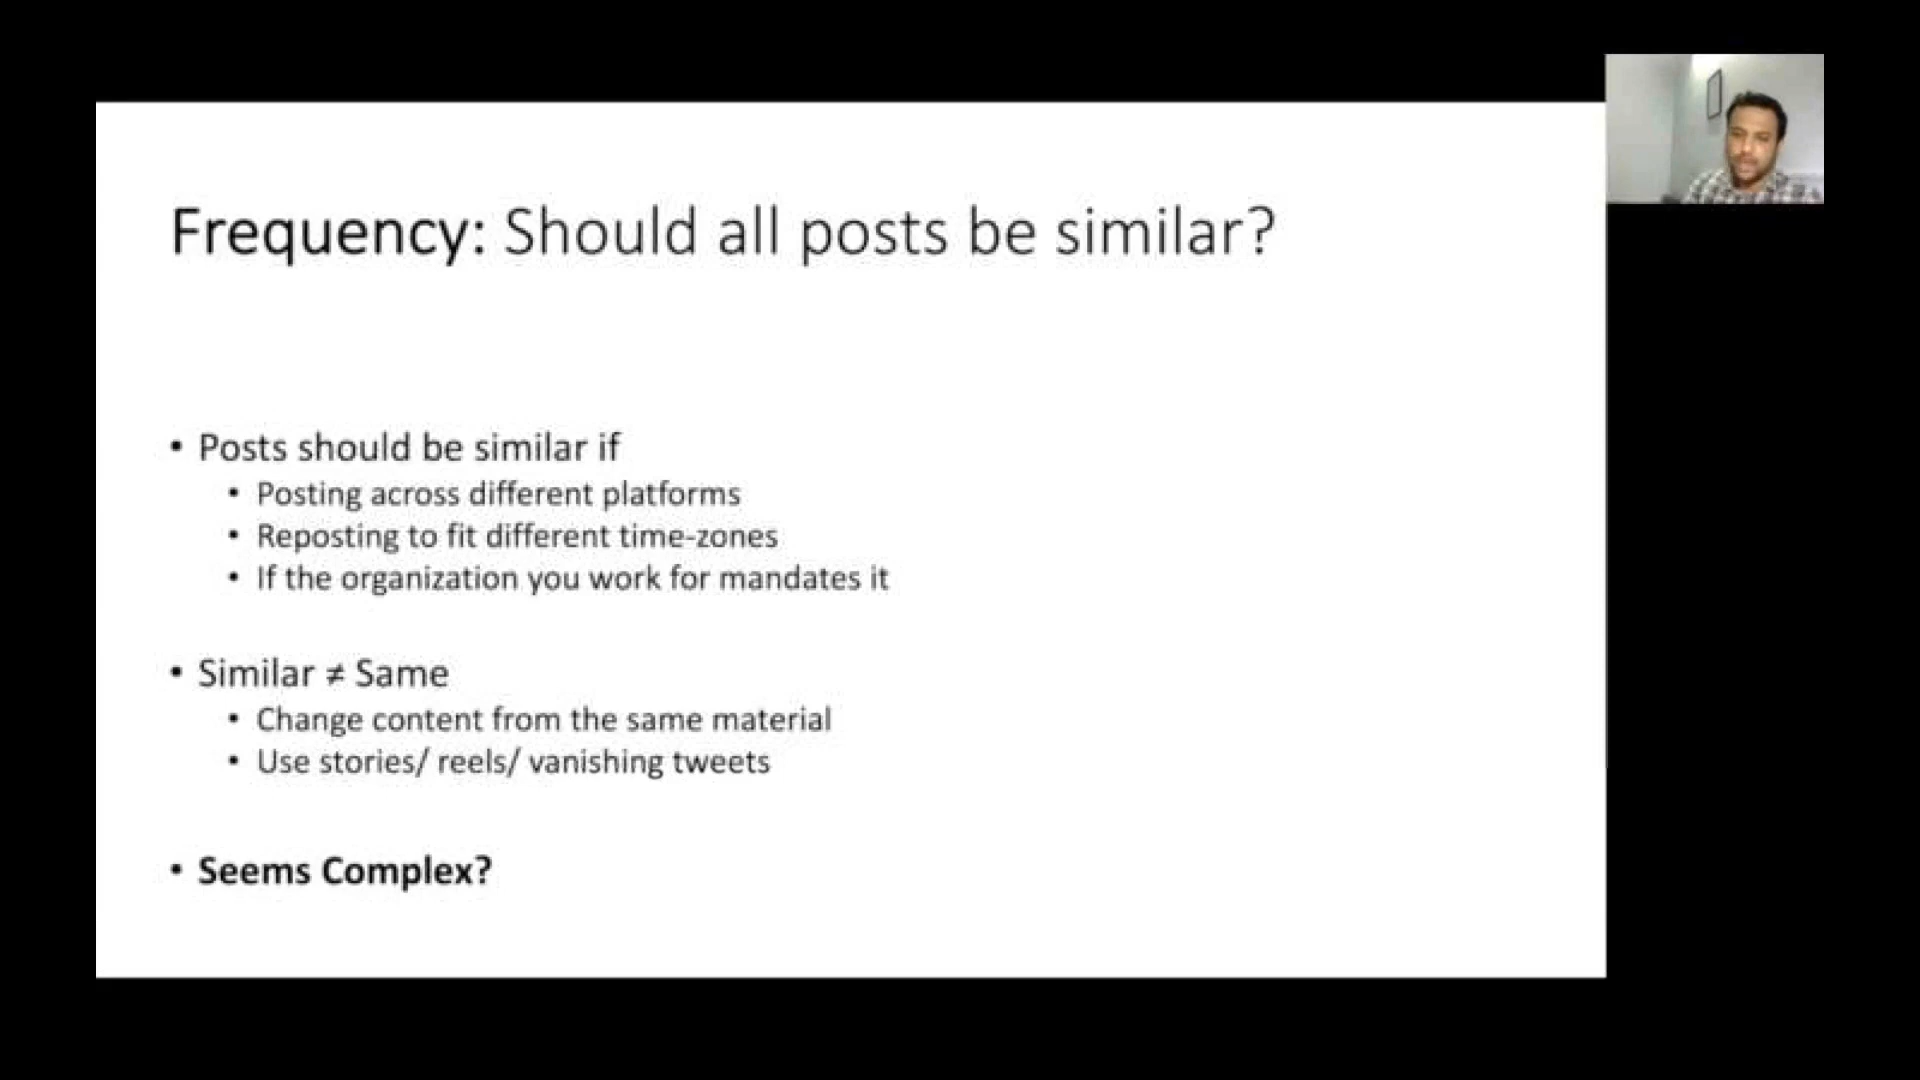 Frequency: Should all posts be similar?
• Posts should be similar if
• Posting across different platforms
• Reposting to fit different time-zones
• If the organization you work for mandates it
• Similar ≠ Same
• Change content from the same material
• Use stories/ reels/ vanishing tweets
• Seems Complex?